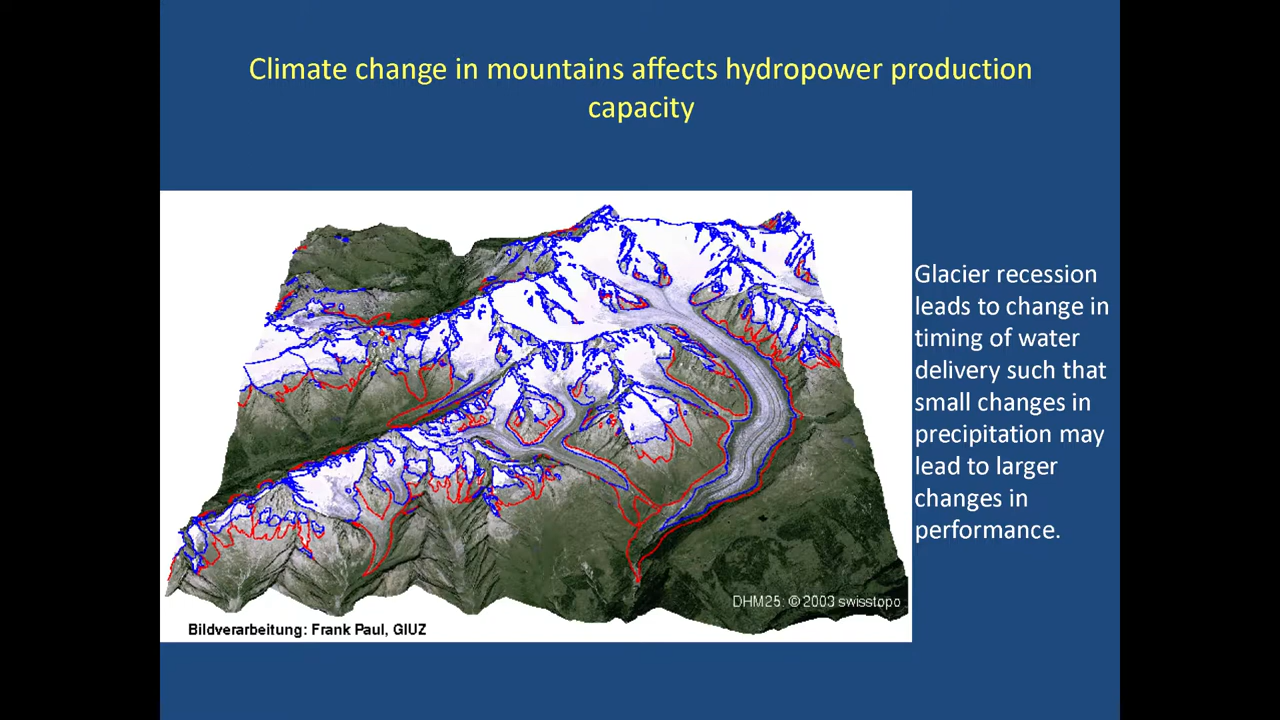 Climate change in mountains affects hydropower production
capacity
Glacier recession
leads to change in
timing of water
delivery such that
small changes in
precipitation may
lead to larger
changes in
performance.
DHM25: © 2003 swisstopo
Bildverarbeitung: Frank Paul, GIUZ